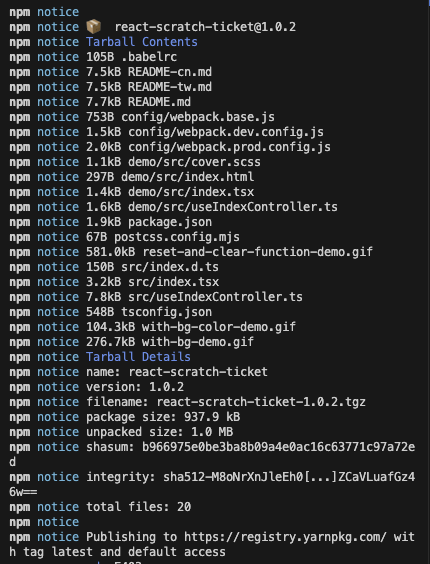 npm notice
npm notice 📦  react-scratch-ticket@1.0.2
npm notice Tarball Contents
npm notice 105B .babelrc
npm notice 7.5kB README-cn.md
npm notice 7.5kB README-tw.md
npm notice 7.7kB README.md
npm notice 753B config/webpack.base.js
npm notice 1.5kB config/webpack.dev.config.js
npm notice 2.0kB config/webpack.prod.config.js
npm notice 1.1kB demo/src/cover.scss
npm notice 297B demo/src/index.html
npm notice 1.4kB demo/src/index.tsx
npm notice 1.6kB demo/src/useIndexController.ts
npm notice 1.9kB package.json
npm notice 67B postcss.config.mjs
npm notice 581.0kB reset-and-clear-function-demo.gif
npm notice 150B src/index.d.ts
npm notice 3.2kB src/index.tsx
npm notice 7.8kB src/useIndexController.ts
npm notice 548B tsconfig.json
npm notice 104.3kB with-bg-color-demo.gif
npm notice 276.7kB with-bg-demo.gif
npm notice Tarball Details
npm notice name: react-scratch-ticket
npm notice version: 1.0.2
npm notice filename: react-scratch-ticket-1.0.2.tgz
npm notice package size: 937.9 kB
npm notice unpacked size: 1.0 MB
npm notice shasum: b966975e0be3ba8b09a4e0ac16c63771c97a72e
d
npm notice integrity: sha512-M8oNrXnJleEh0[...]ZCaVLuafGz4
6w==
npm notice total files: 20
npm notice
npm notice Publishing to https://registry.yarnpkg.com/ wit
h tag latest and default access